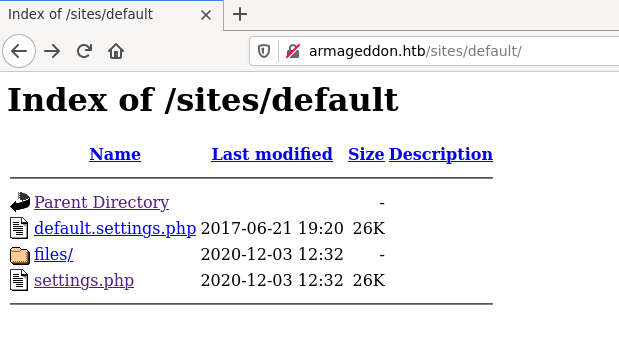 Index of /sites/default
armageddon.htb/sites/default/
Index of /sites/default
Name Last modified Size Description
Parent Directory -
default.settings.php 2017-06-21 19:20 26K
files/ 2020-12-03 12:32 -
settings.php 2020-12-03 12:32 26K